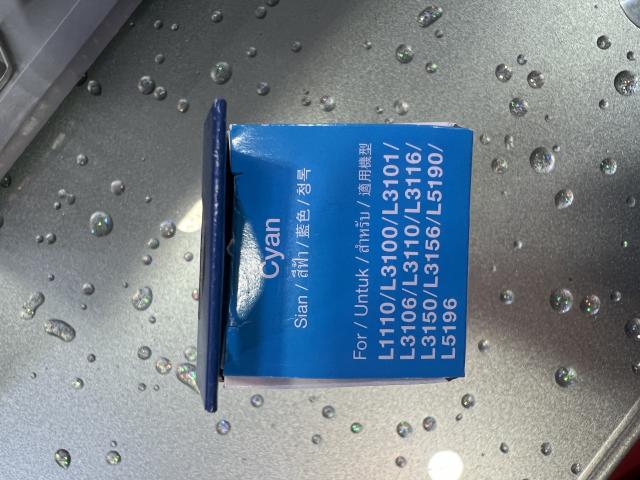 Cyan
Sian / สีฟ้า / 藍色 / 청록
For / Untuk / สำหรับ / 適用機型
L1110/L3100/L3101/
L3106/L3110/L3116/
L3150/L3156/L5190/
L5196